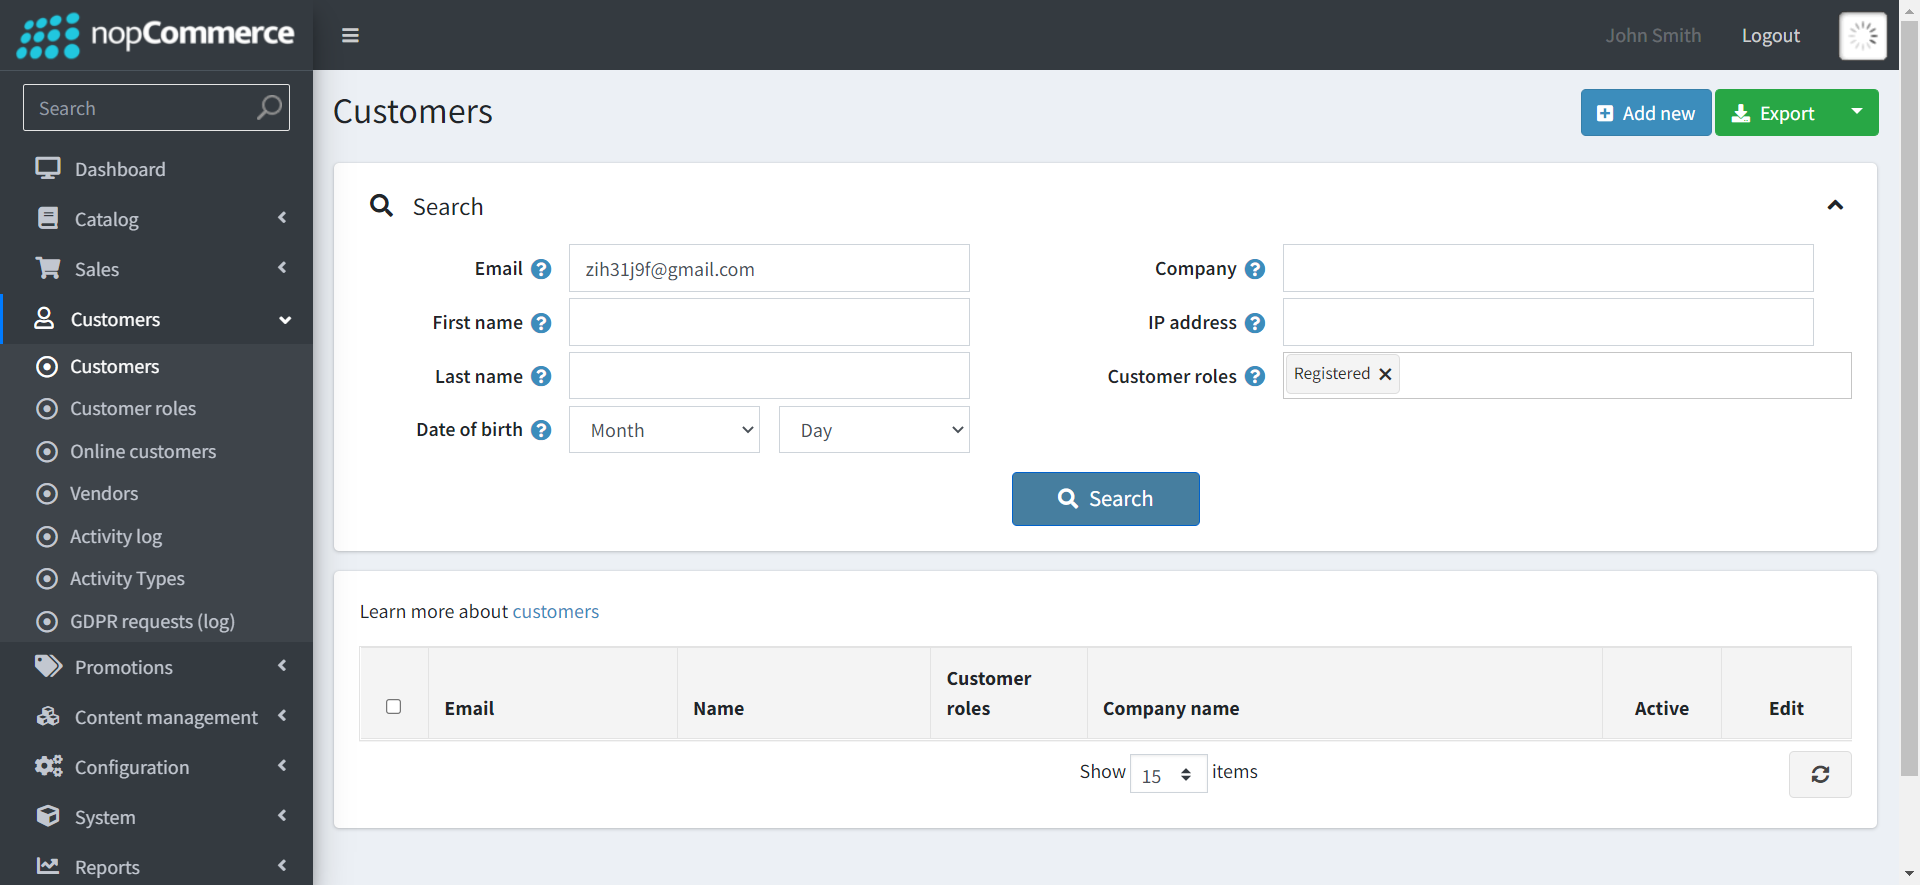 nopCommerce
John Smith
Logout
Search
Dashboard
Catalog
Sales
Customers
Customers
Customer roles
Online customers
Vendors
Activity log
Activity Types
GDPR requests (log)
Promotions
Content management
Configuration
System
Reports
Customers
Add new
Export
Search
Email
zih31j9f@gmail.com
Company
First name
IP address
Last name
Customer roles
Registered
Date of birth
Month
Day
Search
Learn more about customers
Email
Name
Customer roles
Company name
Active
Edit
Show 15 items